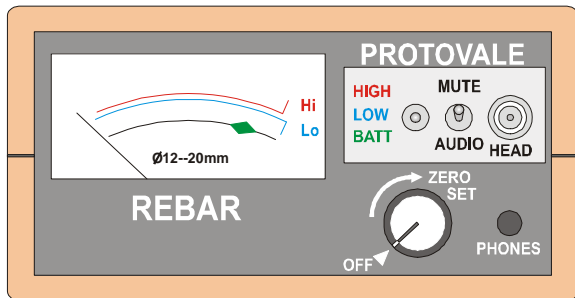 PROTOVALE
Hi
Lo
Ø12--20mm
REBAR
HIGH
LOW
BATT
MUTE
AUDIO
HEAD
ZERO
SET
OFF
PHONES